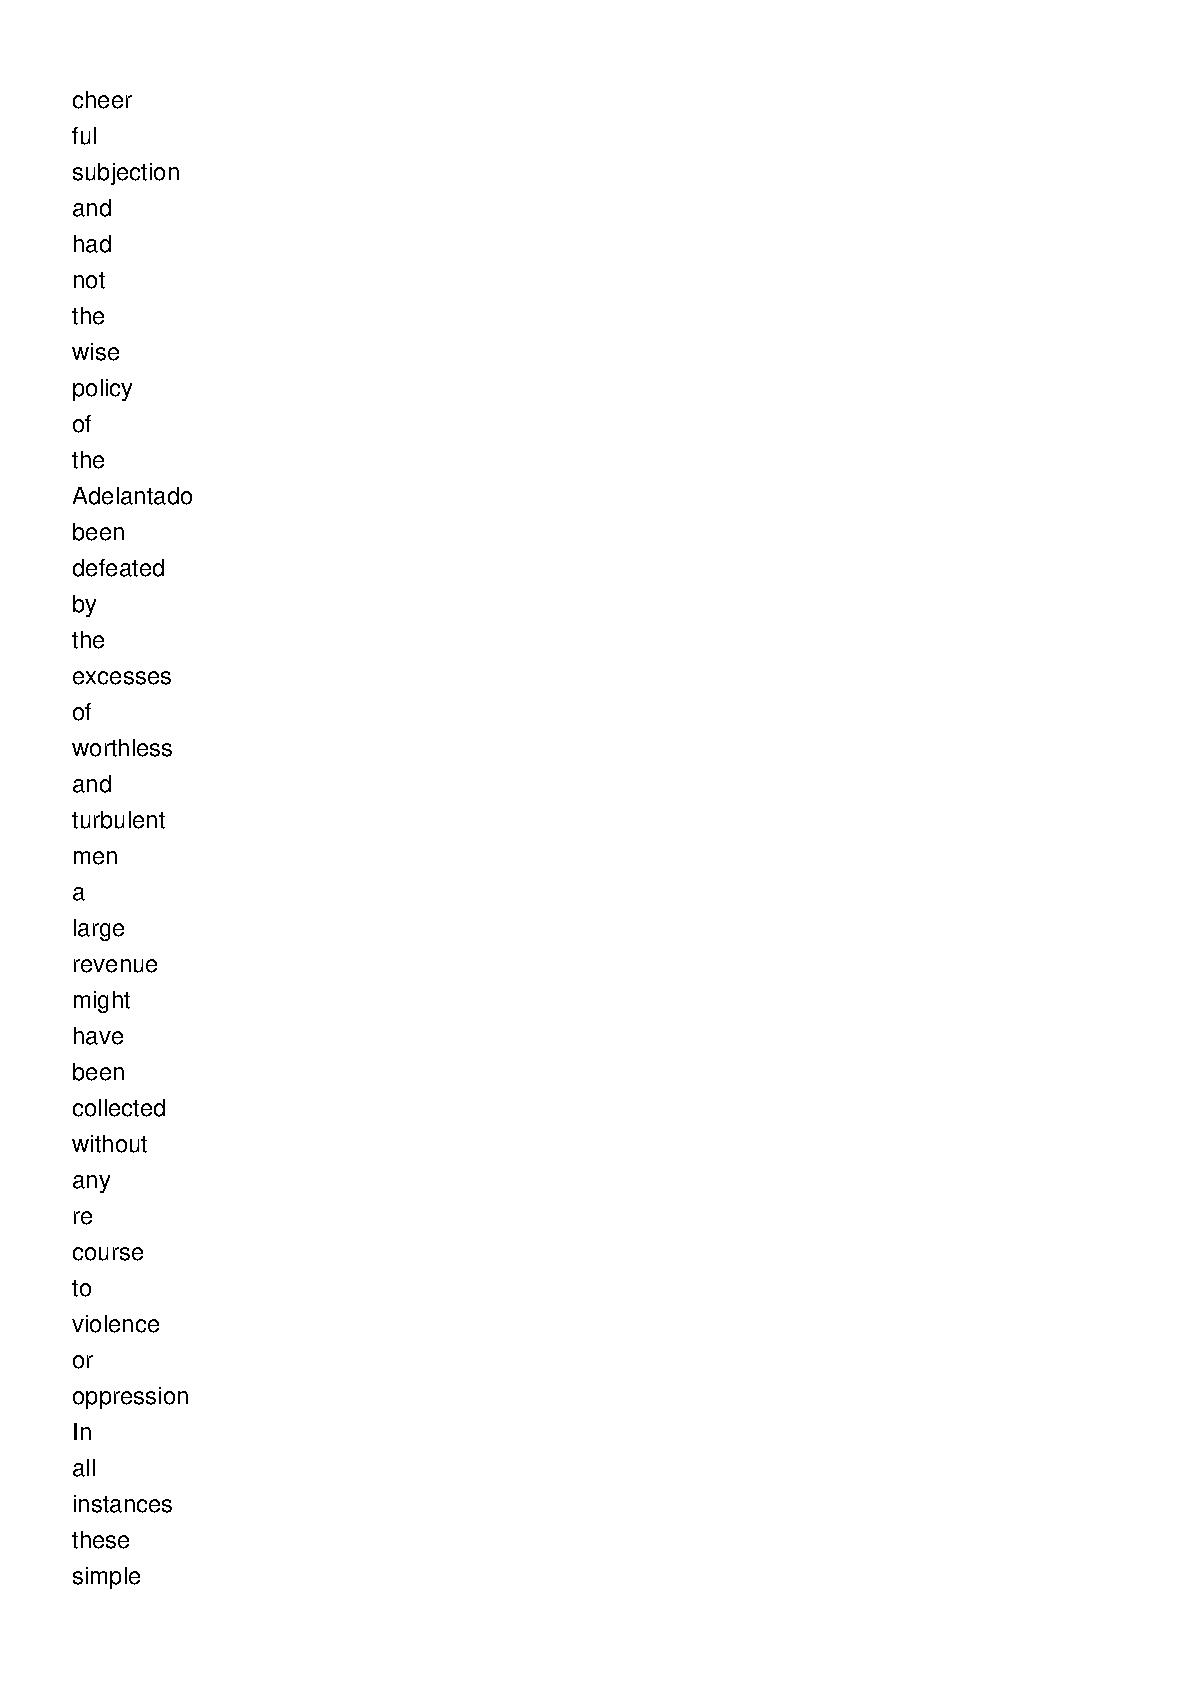 cheer
ful
subjection
and
had
not
the
wise
policy
of
the
Adelantado
been
defeated
by
the
excesses
of
worthless
and
turbulent
men
a
large
revenue
might
have
been
collected
without
any
re
course
to
violence
or
oppression
In
all
instances
these
simple